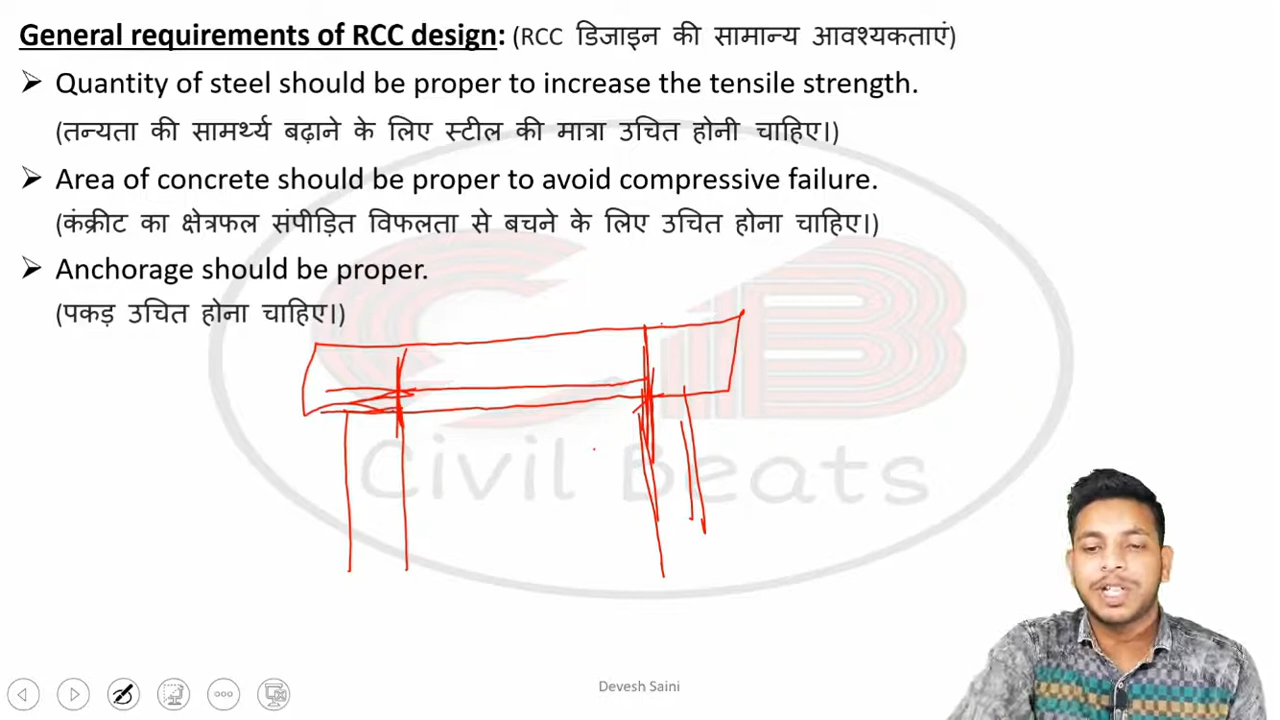 General requirements of RCC design: (RCC डिजाइन की सामान्य आवश्यकताएं)
➢ Quantity of steel should be proper to increase the tensile strength.
(तन्यता की सामर्थ्य बढ़ाने के लिए स्टील की मात्रा उचित होनी चाहिए।)
➢ Area of concrete should be proper to avoid compressive failure.
(कंक्रीट का क्षेत्रफल संपीड़ित विफलता से बचने के लिए उचित होना चाहिए।)
➢ Anchorage should be proper.
(पकड़ उचित होना चाहिए।)
CiB
Civil Beats
Devesh Saini